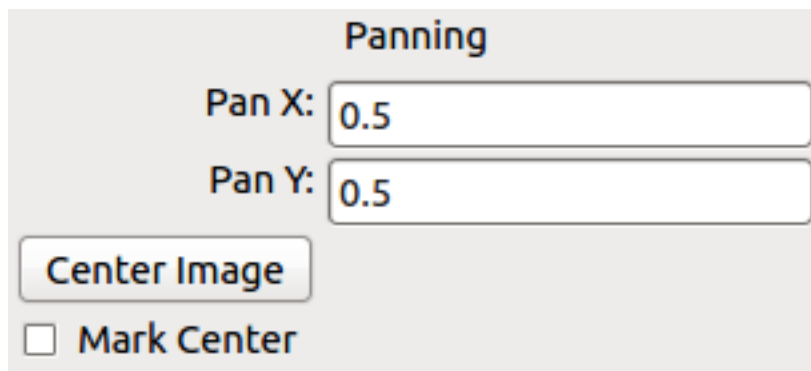 Panning
Pan X: 0.5
Pan Y: 0.5
Center Image
Mark Center